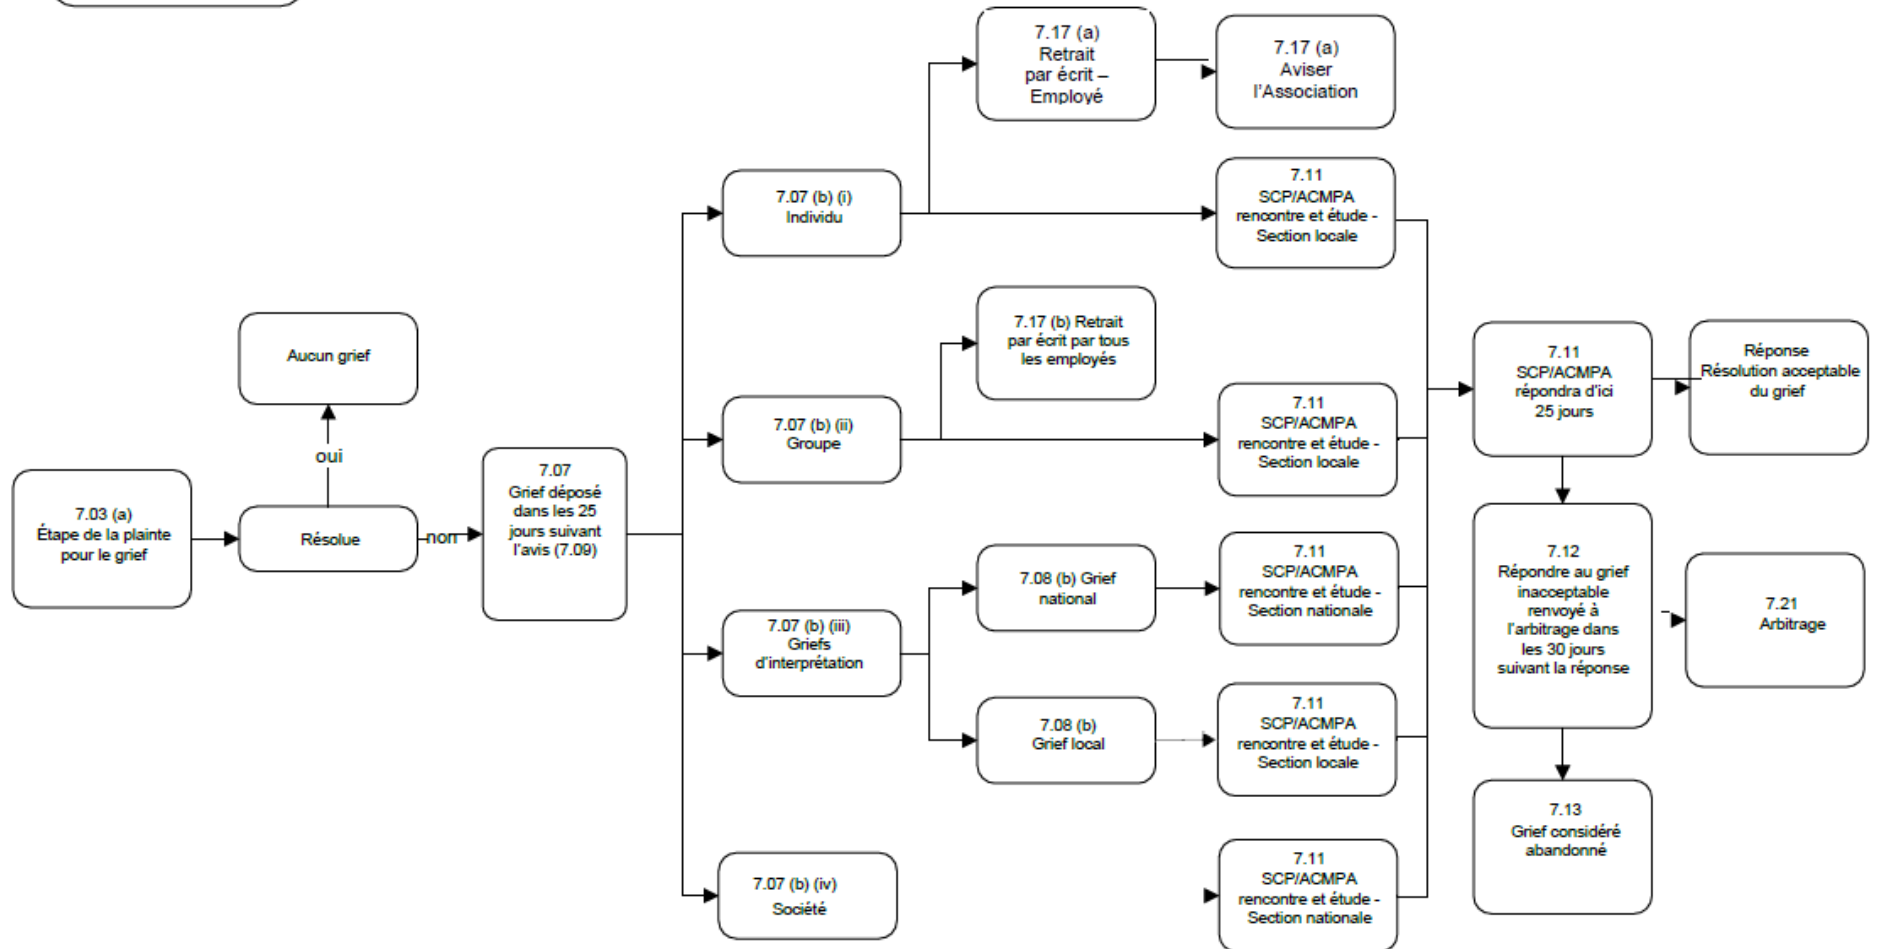 7.17 (a)
Retrait
par écrit –
Employé
7.17 (a)
Aviser
l'Association
7.07 (b) (i)
Individu
7.11
SCP/ACMPA
rencontre et étude -
Section locale
7.17 (b) Retrait
par écrit par tous
les employés
Aucun grief
oui
7.03 (a)
Étape de la plainte
pour le grief
Résolue
non
7.07
Grief déposé
dans les 25
jours suivant
l'avis (7.09)
7.07 (b) (ii)
Groupe
7.11
SCP/ACMPA
rencontre et étude -
Section locale
7.11
SCP/ACMPA
répondra d'ici
25 jours
Réponse
Résolution acceptable
du grief
7.07 (b) (iii)
Griefs
d'interprétation
7.08 (b) Grief
national
7.11
SCP/ACMPA
rencontre et étude -
Section nationale
7.12
Répondre au grief
inacceptable
renvoyé à
l'arbitrage dans
les 30 jours
suivant la réponse
7.21
Arbitrage
7.08 (b)
Grief local
7.11
SCP/ACMPA
rencontre et étude -
Section locale
7.13
Grief considéré
abandonné
7.07 (b) (iv)
Société
7.11
SCP/ACMPA
rencontre et étude -
Section nationale